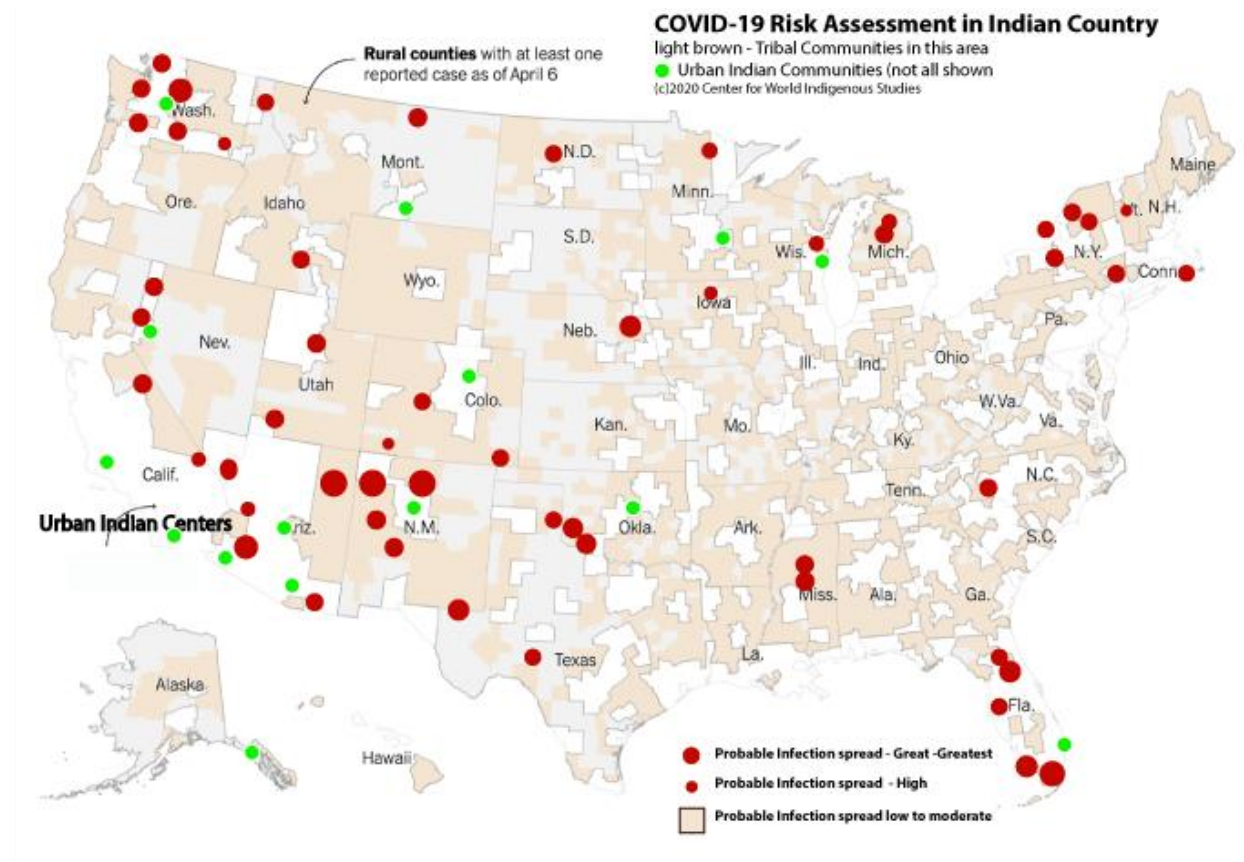 COVID-19 Risk Assessment in Indian Country
light brown - Tribal Communities in this area
Urban Indian Communities (not all shown
(c)2020 Center for World Indigenous Studies
Rural counties with at least one
reported case as of April 6
Wash.
Mont.
N.D.
Minn.
Maine
Ore.
Idaho
S.D.
Wis.
Mich.
t. N.H.
N.Y.
Conn
Wyo.
Iowa
Nev.
Neb.
Pa.
Utah
Colo.
Ill.
Ind.
Ohio
Kan.
Mo.
W.Va.
Va.
Ky.
Calif.
N.C.
Tenn.
Urban Indian Centers
riz.
N.M.
Okla.
Ark.
S.C.
Miss.
Ala.
Ga.
Texas
La.
Alaska
Fla.
Hawaii
Probable Infection spread - Great -Greatest
Probable Infection spread - High
Probable Infection spread low to moderate